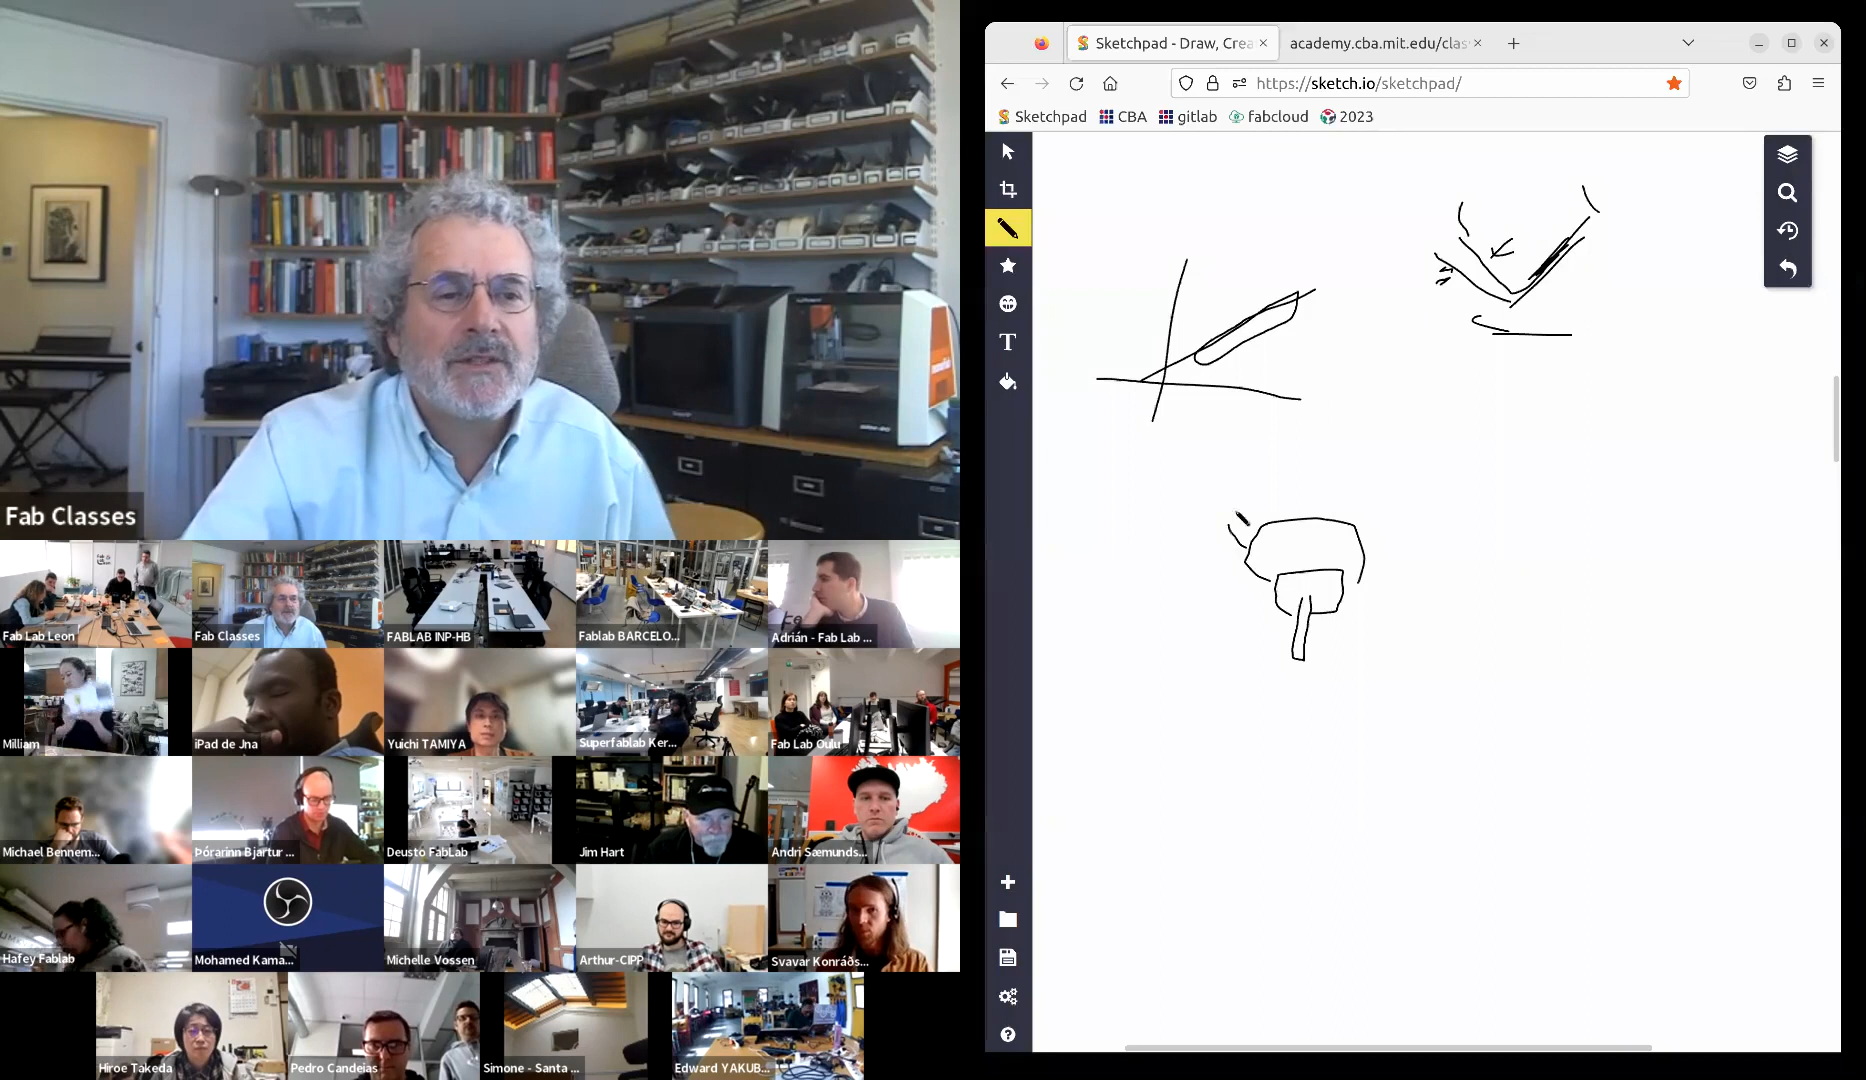 Fab Classes
Fab Lab Leon
Fab Classes
FABLAB INP-HB
Fablab BARCELO...
Adrián - Fab Lab ...
Milliam
iPad de Jna
Yuichi TAMIYA
Superfablab Ker...
Fab Lab Oulu
Michael Bennem...
Þórarinn Bjartur ...
Deusto FabLab
Jim Hart
Andri Sæmunds...
Hafey Fablab
Mohamed Kama...
Michelle Vossen
Arthur-CIPP
Svavar Konráðs...
Hiroe Takeda
Pedro Candeias
Simone - Santa ...
Edward YAKUB...
Sketchpad - Draw, Crea
academy.cba.mit.edu/clas
https://sketch.io/sketchpad/
Sketchpad CBA gitlab fabcloud 2023
T